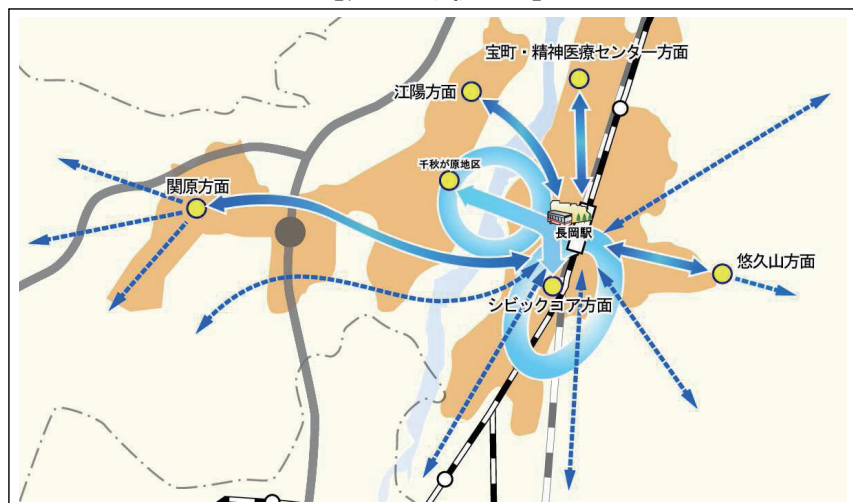 宝町・精神医療センター方面
江陽方面
千秋が原地区
関原方面
長岡駅
悠久山方面
シビックコア方面